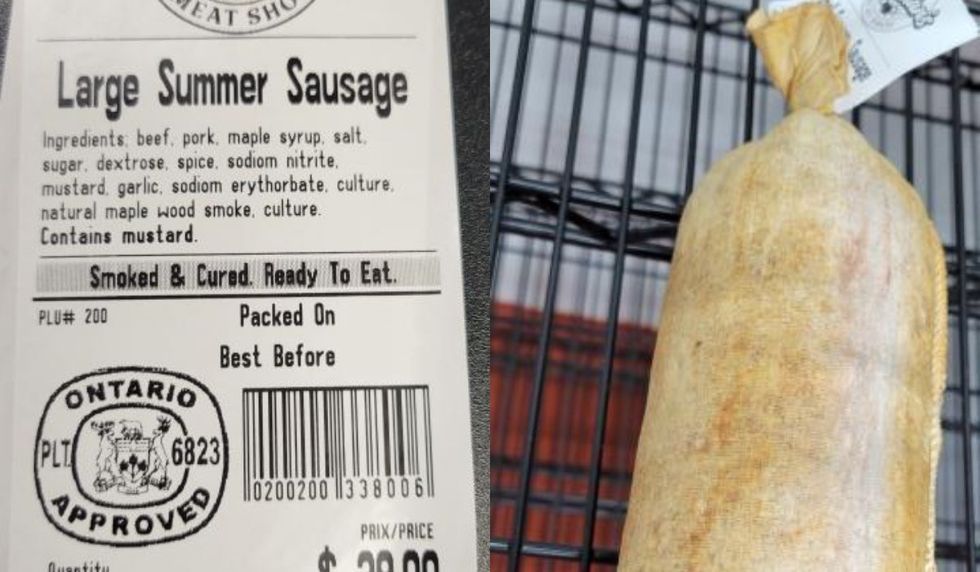 MEAT SHO
Large Summer Sausage
Ingredients: beef, pork, maple syrup, salt,
sugar, dextrose, spice, sodiom nitrite,
mustard, garlic, sodiom erythorbate, culture,
natural maple wood smoke, culture.
Contains mustard.
Smoked & Cured. Ready To Eat.
PLU# 200
Packed On
Best Before
ONTARIO
PLT. 6823
APPROVED
0200200 338006
PRIX/PRICE
Quantity
Sausage